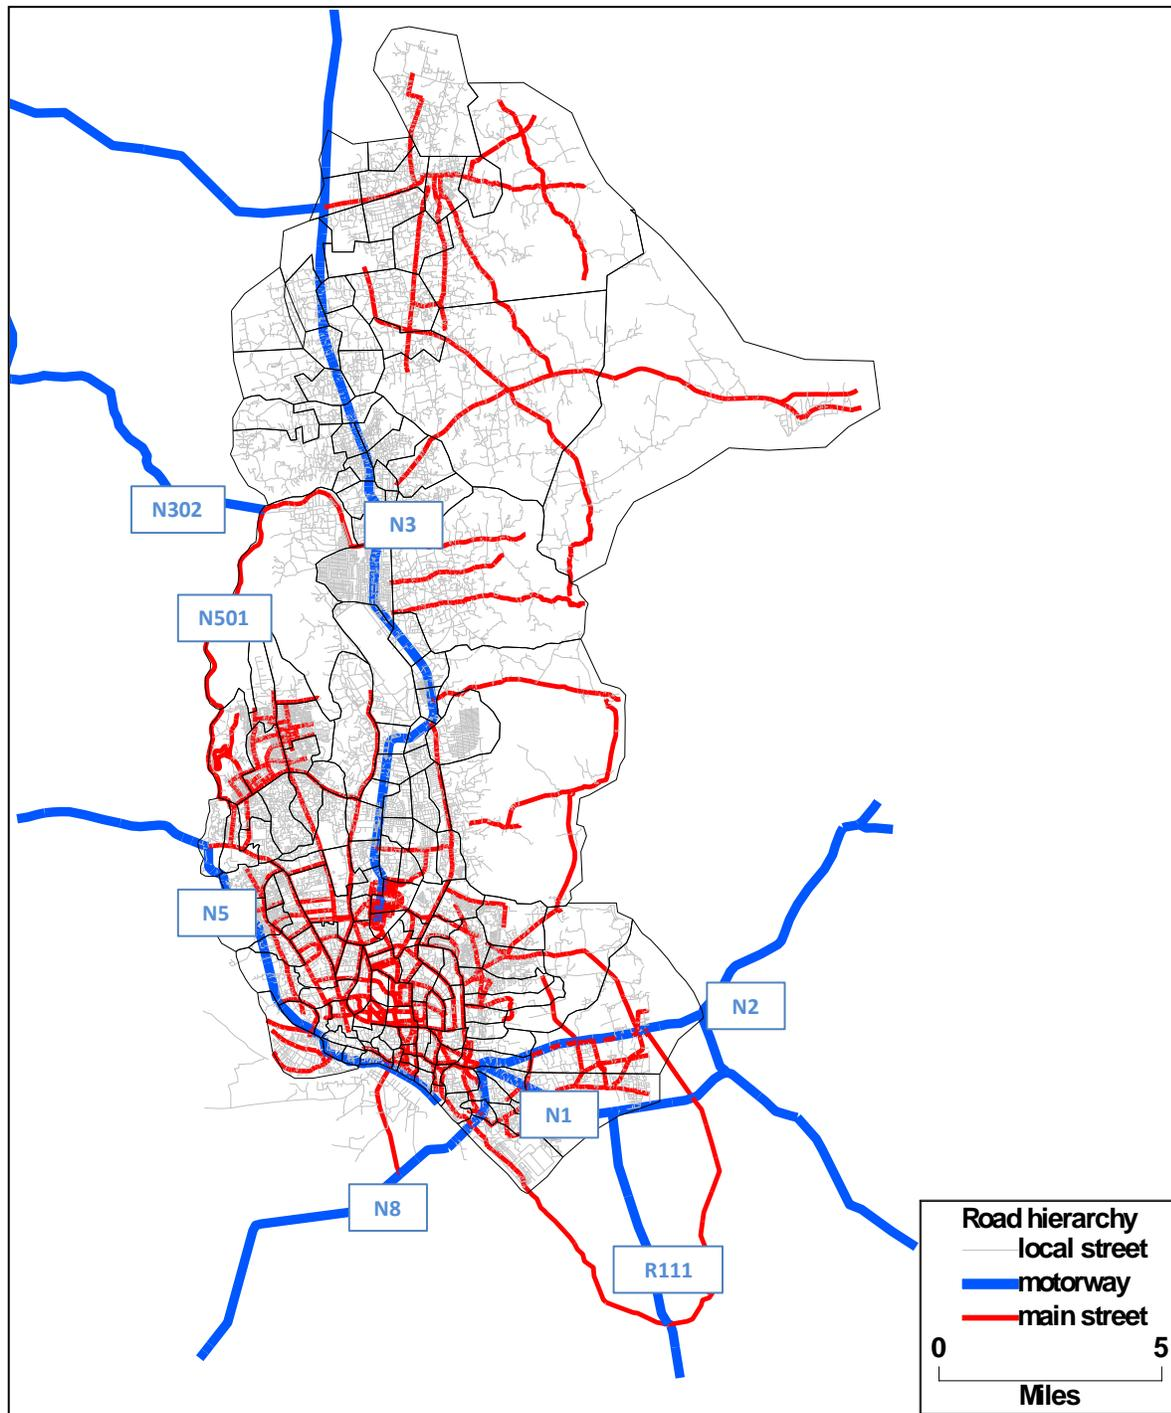 N302
N3
N501
N5
N2
N1
N8
R111
Road hierarchy
local street
motorway
main street
0 5
Miles